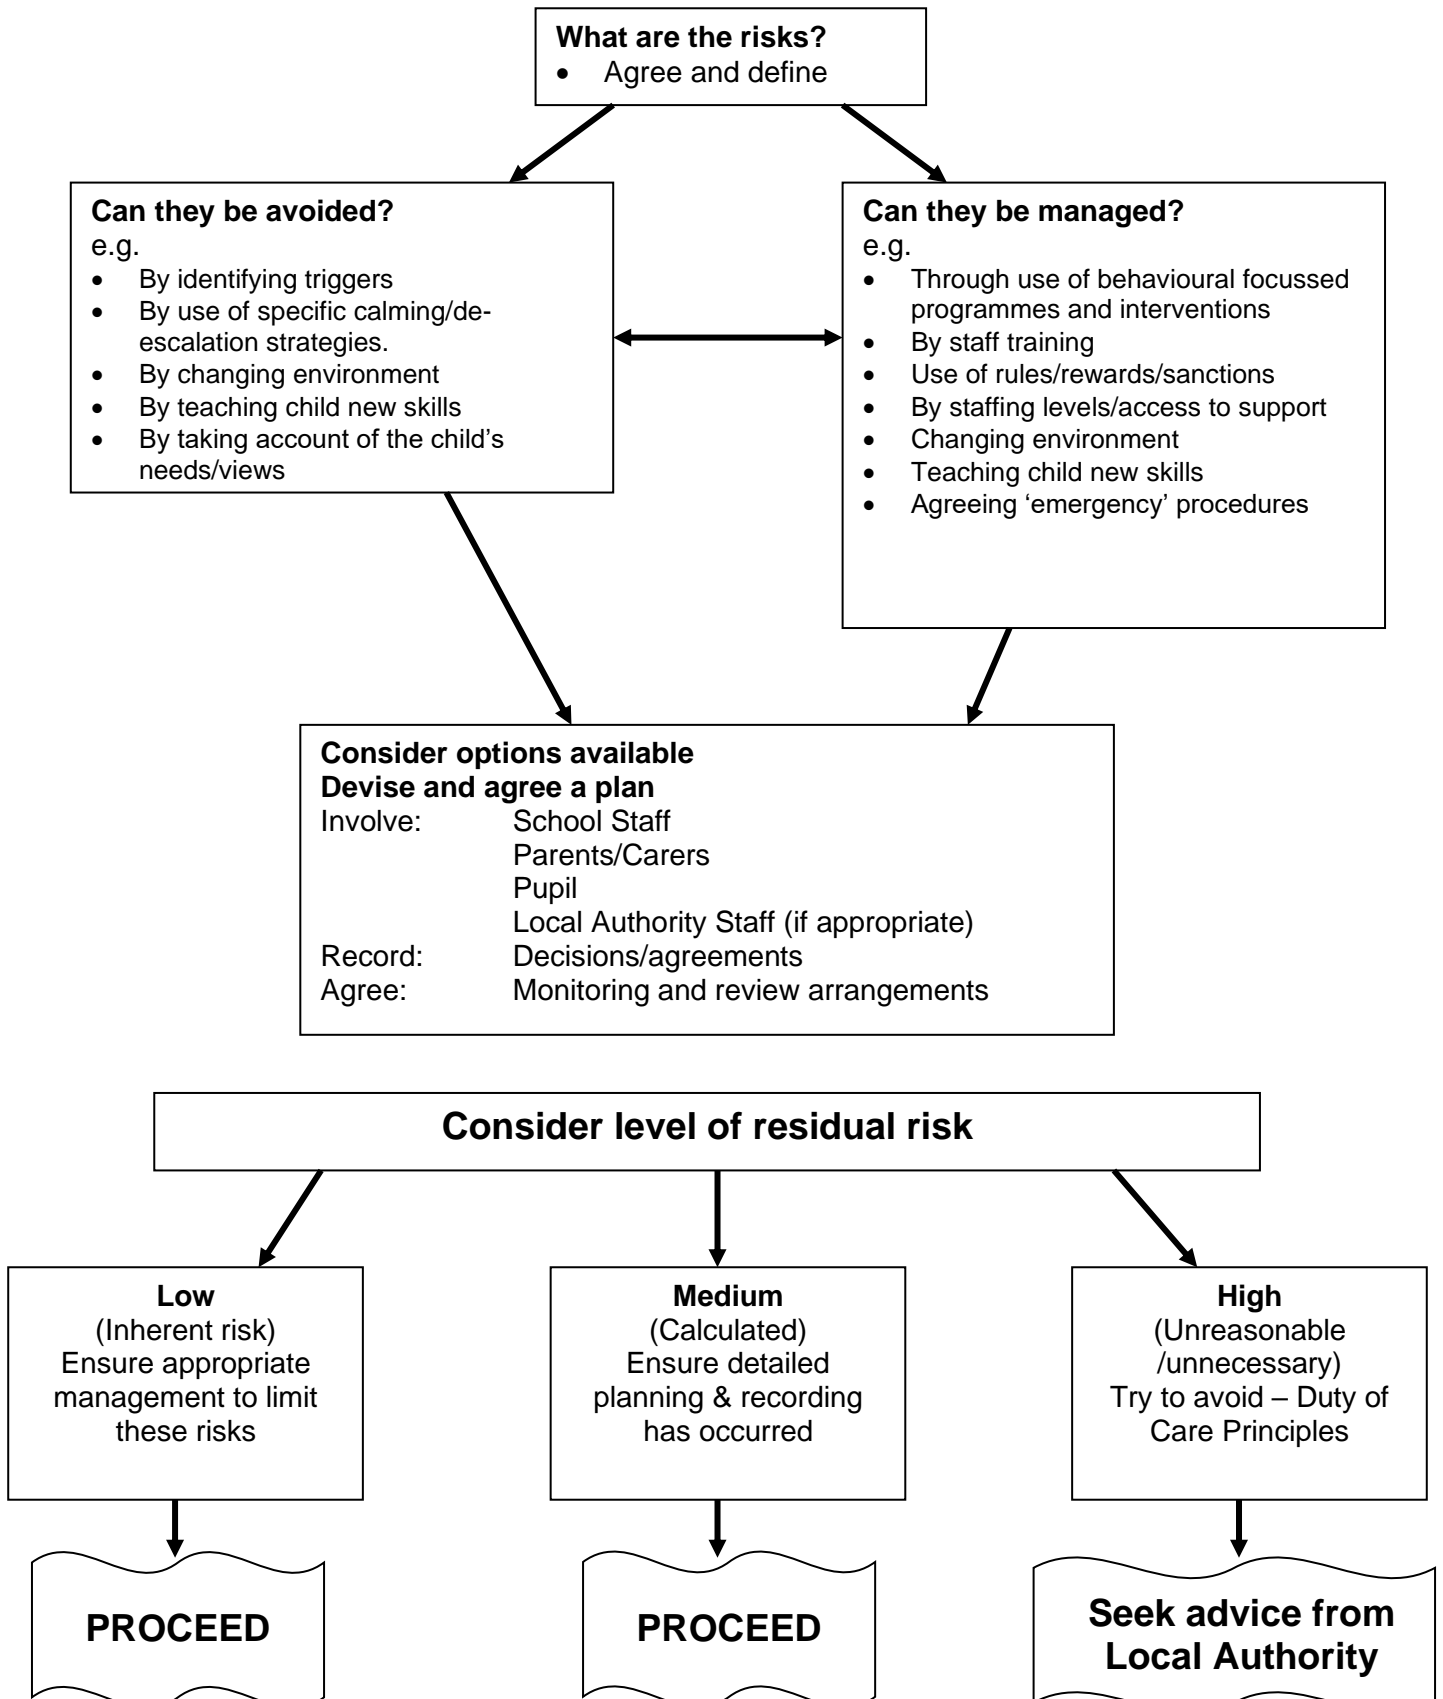 What are the risks?
• Agree and define
Can they be avoided?
e.g.
• By identifying triggers
• By use of specific calming/de-
escalation strategies.
• By changing environment
• By teaching child new skills
• By taking account of the child’s
needs/views
Can they be managed?
e.g.
• Through use of behavioural focussed
programmes and interventions
• By staff training
• Use of rules/rewards/sanctions
• By staffing levels/access to support
• Changing environment
• Teaching child new skills
• Agreeing ‘emergency’ procedures
Consider options available
Devise and agree a plan
Involve: School Staff
Parents/Carers
Pupil
Local Authority Staff (if appropriate)
Record: Decisions/agreements
Agree: Monitoring and review arrangements
Consider level of residual risk
Low
(Inherent risk)
Ensure appropriate
management to limit
these risks
Medium
(Calculated)
Ensure detailed
planning & recording
has occurred
High
(Unreasonable
/unnecessary)
Try to avoid – Duty of
Care Principles
PROCEED
PROCEED
Seek advice from
Local Authority